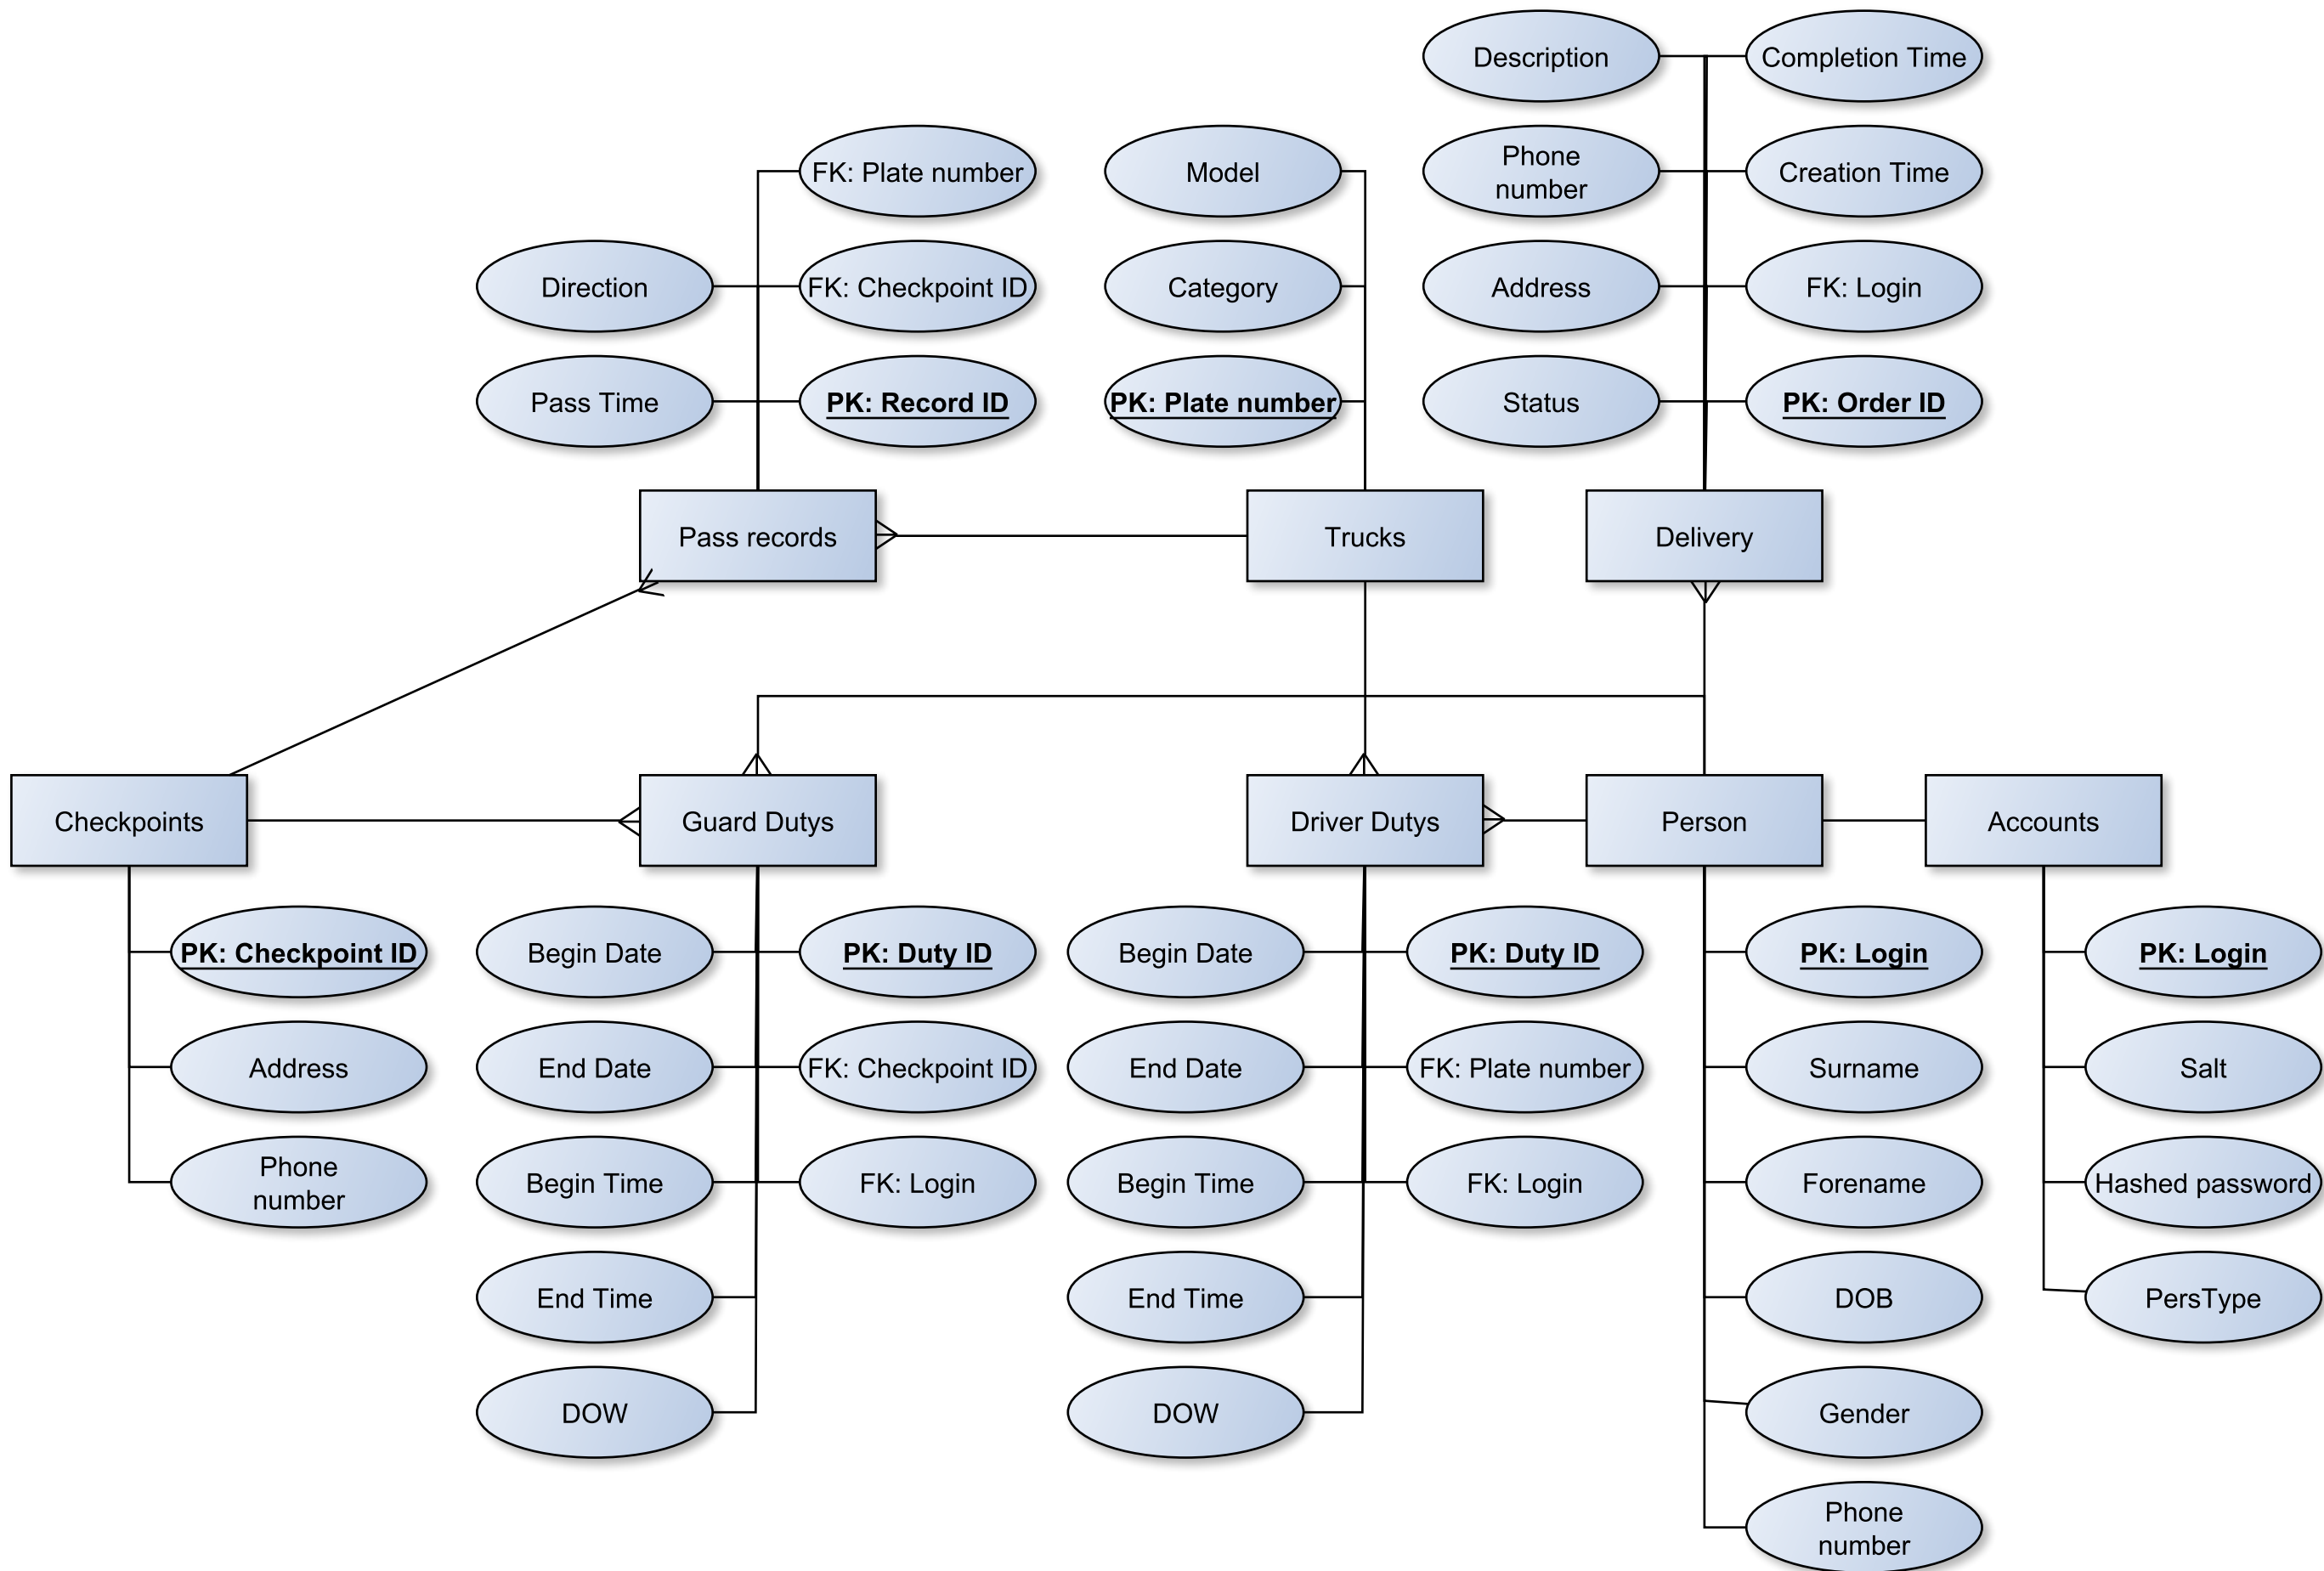 Description
Completion Time
FK: Plate number
Model
Phone
number
Creation Time
Direction
FK: Checkpoint ID
Category
Address
FK: Login
Pass Time
PK: Record ID
PK: Plate number
Status
PK: Order ID
Pass records
Trucks
Delivery
Checkpoints
Guard Dutys
Driver Dutys
Person
Accounts
PK: Checkpoint ID
Begin Date
PK: Duty ID
Begin Date
PK: Duty ID
PK: Login
PK: Login
Address
End Date
FK: Checkpoint ID
End Date
FK: Plate number
Surname
Salt
Phone
number
Begin Time
FK: Login
Begin Time
FK: Login
Forename
Hashed password
End Time
End Time
DOB
PersType
DOW
DOW
Gender
Phone
number